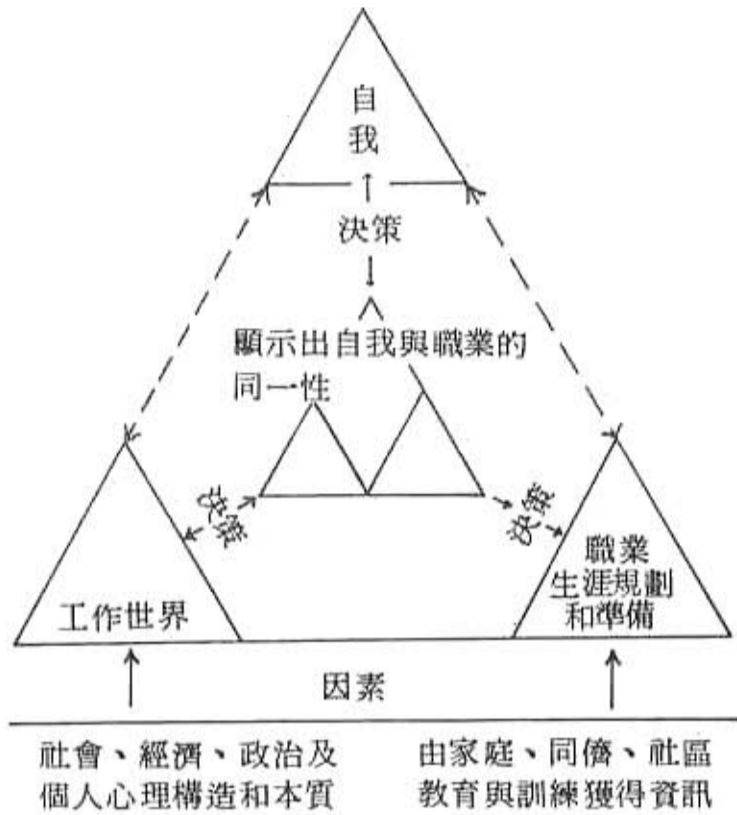 自
我
決策
顯示出自我與職業的
同一性
決策
決策
工作世界
職業
生涯規劃
和準備
因素
社會、經濟、政治及
個人心理構造和本質
由家庭、同儕、社區
教育與訓練獲得資訊